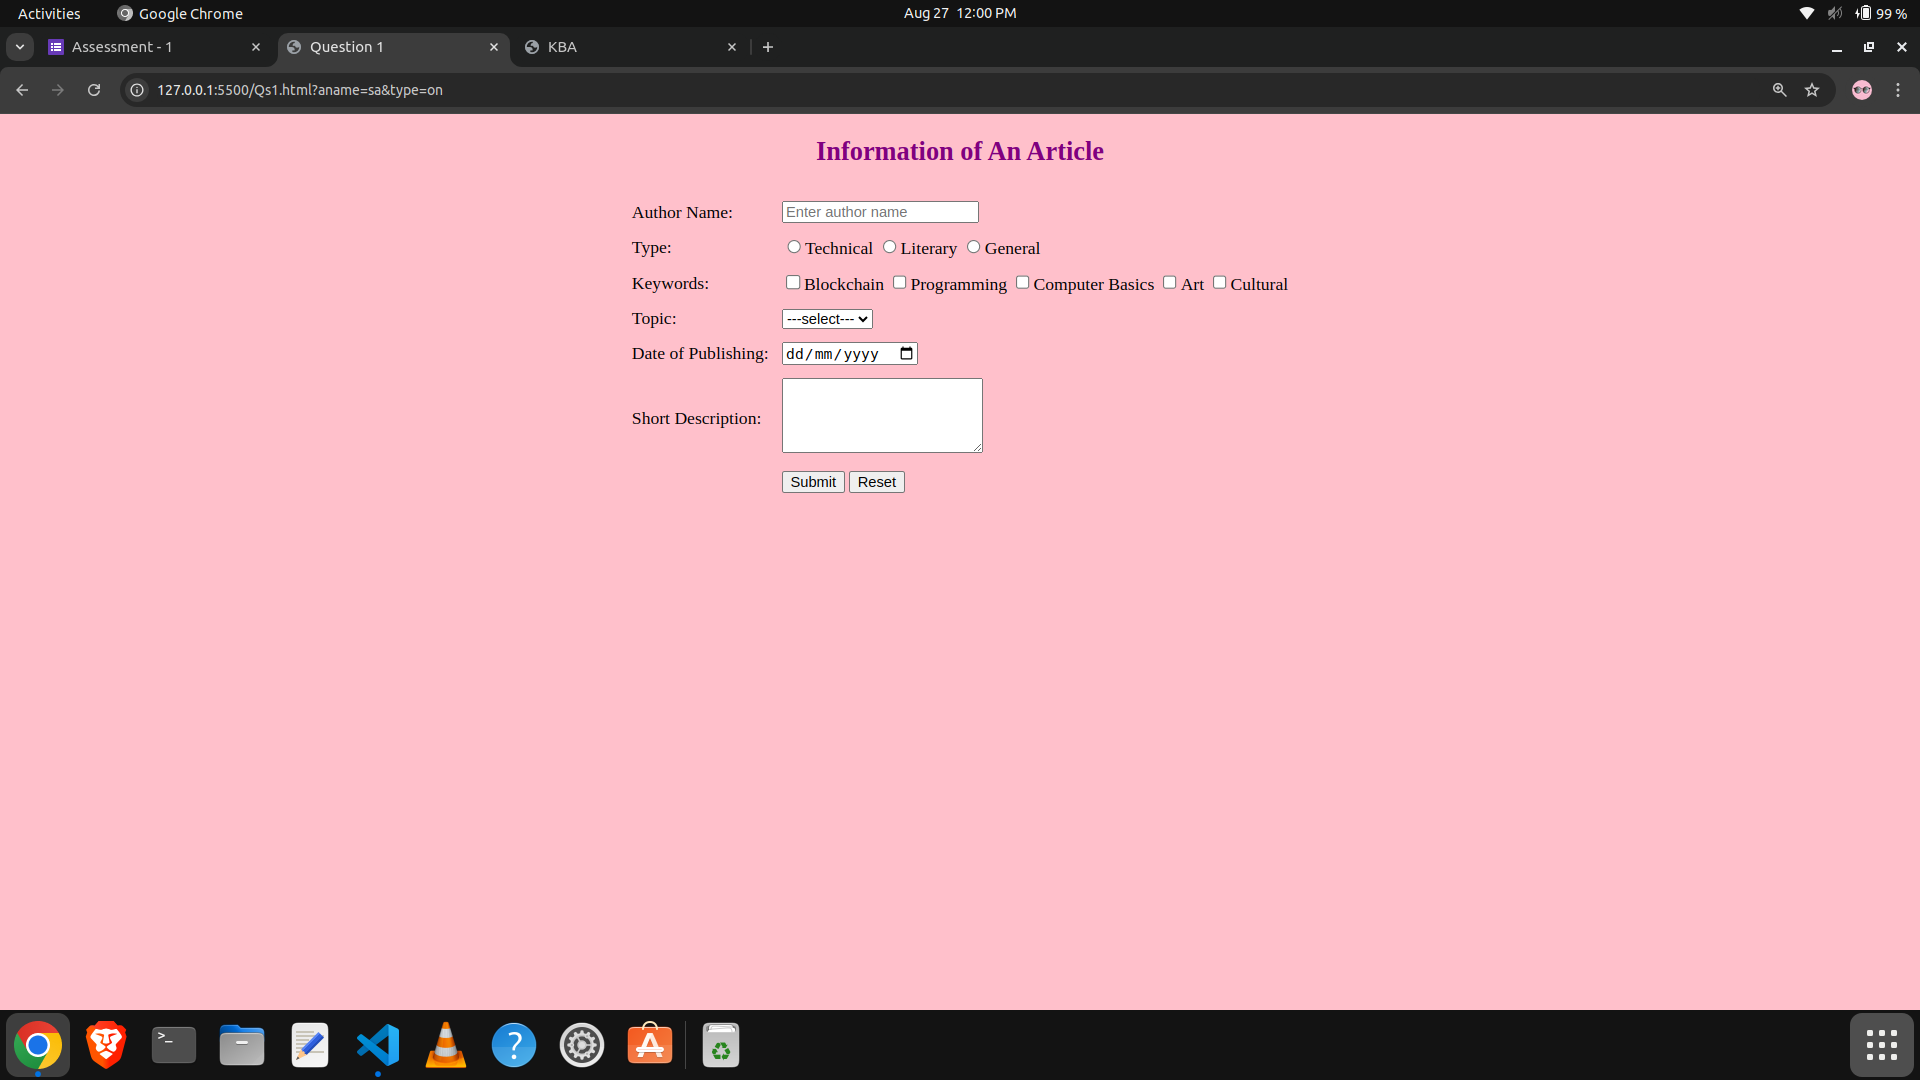 Activities Google Chrome Aug 27 12:00 PM 99 %
Assessment - 1 Question 1 KBA
127.0.0.1:5500/Qs1.html?aname=sa&type=on
Information of An Article
Author Name: Enter author name
Type: Technical Literary General
Keywords: Blockchain Programming Computer Basics Art Cultural
Topic: ---select---
Date of Publishing: dd/mm/yyyy
Short Description:
Submit Reset